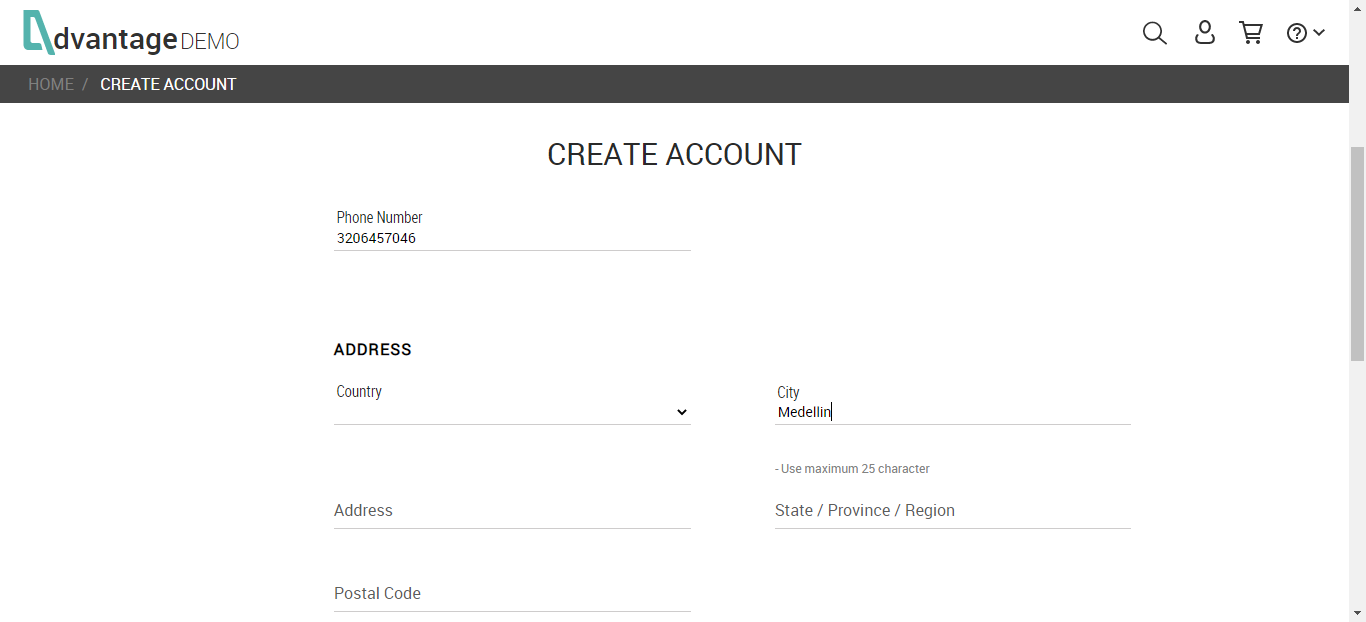 dvantage DEMO
HOME / CREATE ACCOUNT
CREATE ACCOUNT
Phone Number
3206457046
ADDRESS
Country
City
Medellin
- Use maximum 25 character
Address
State / Province / Region
Postal Code